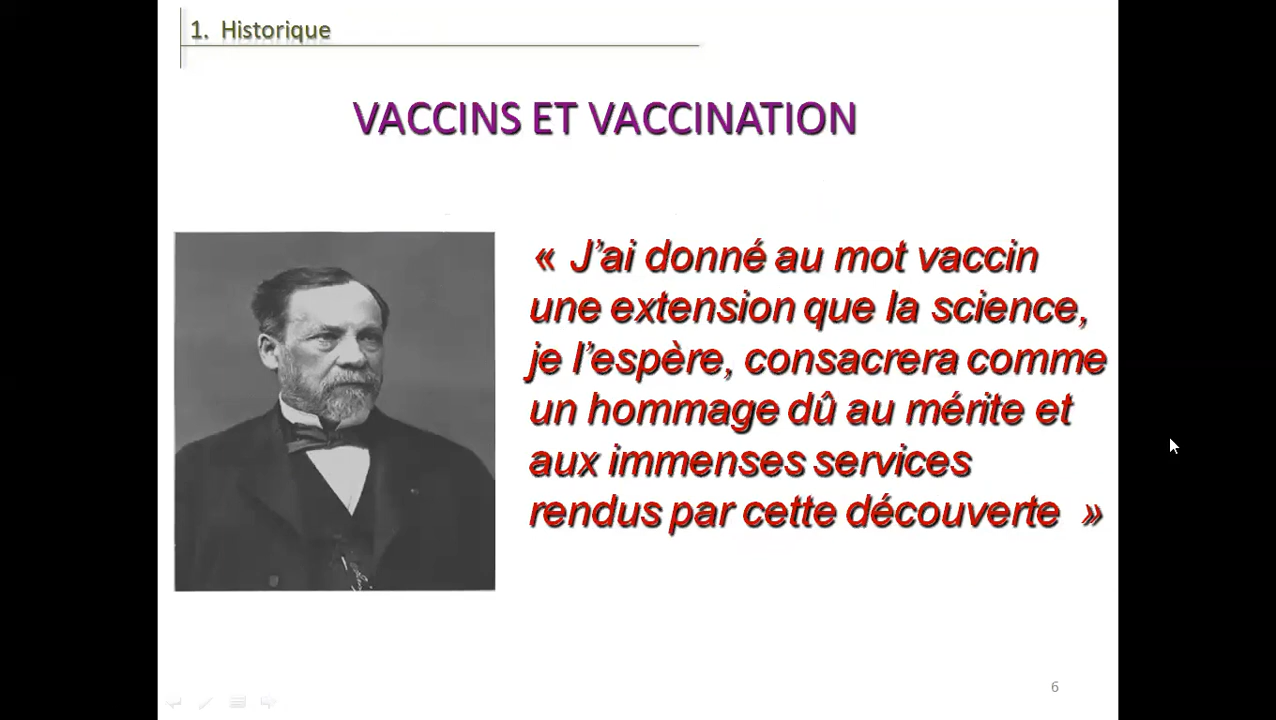 1. Historique
VACCINS ET VACCINATION
« J’ai donné au mot vaccin
une extension que la science,
je l’espère, consacrera comme
un hommage dû au mérite et
aux immenses services
rendus par cette découverte »
6